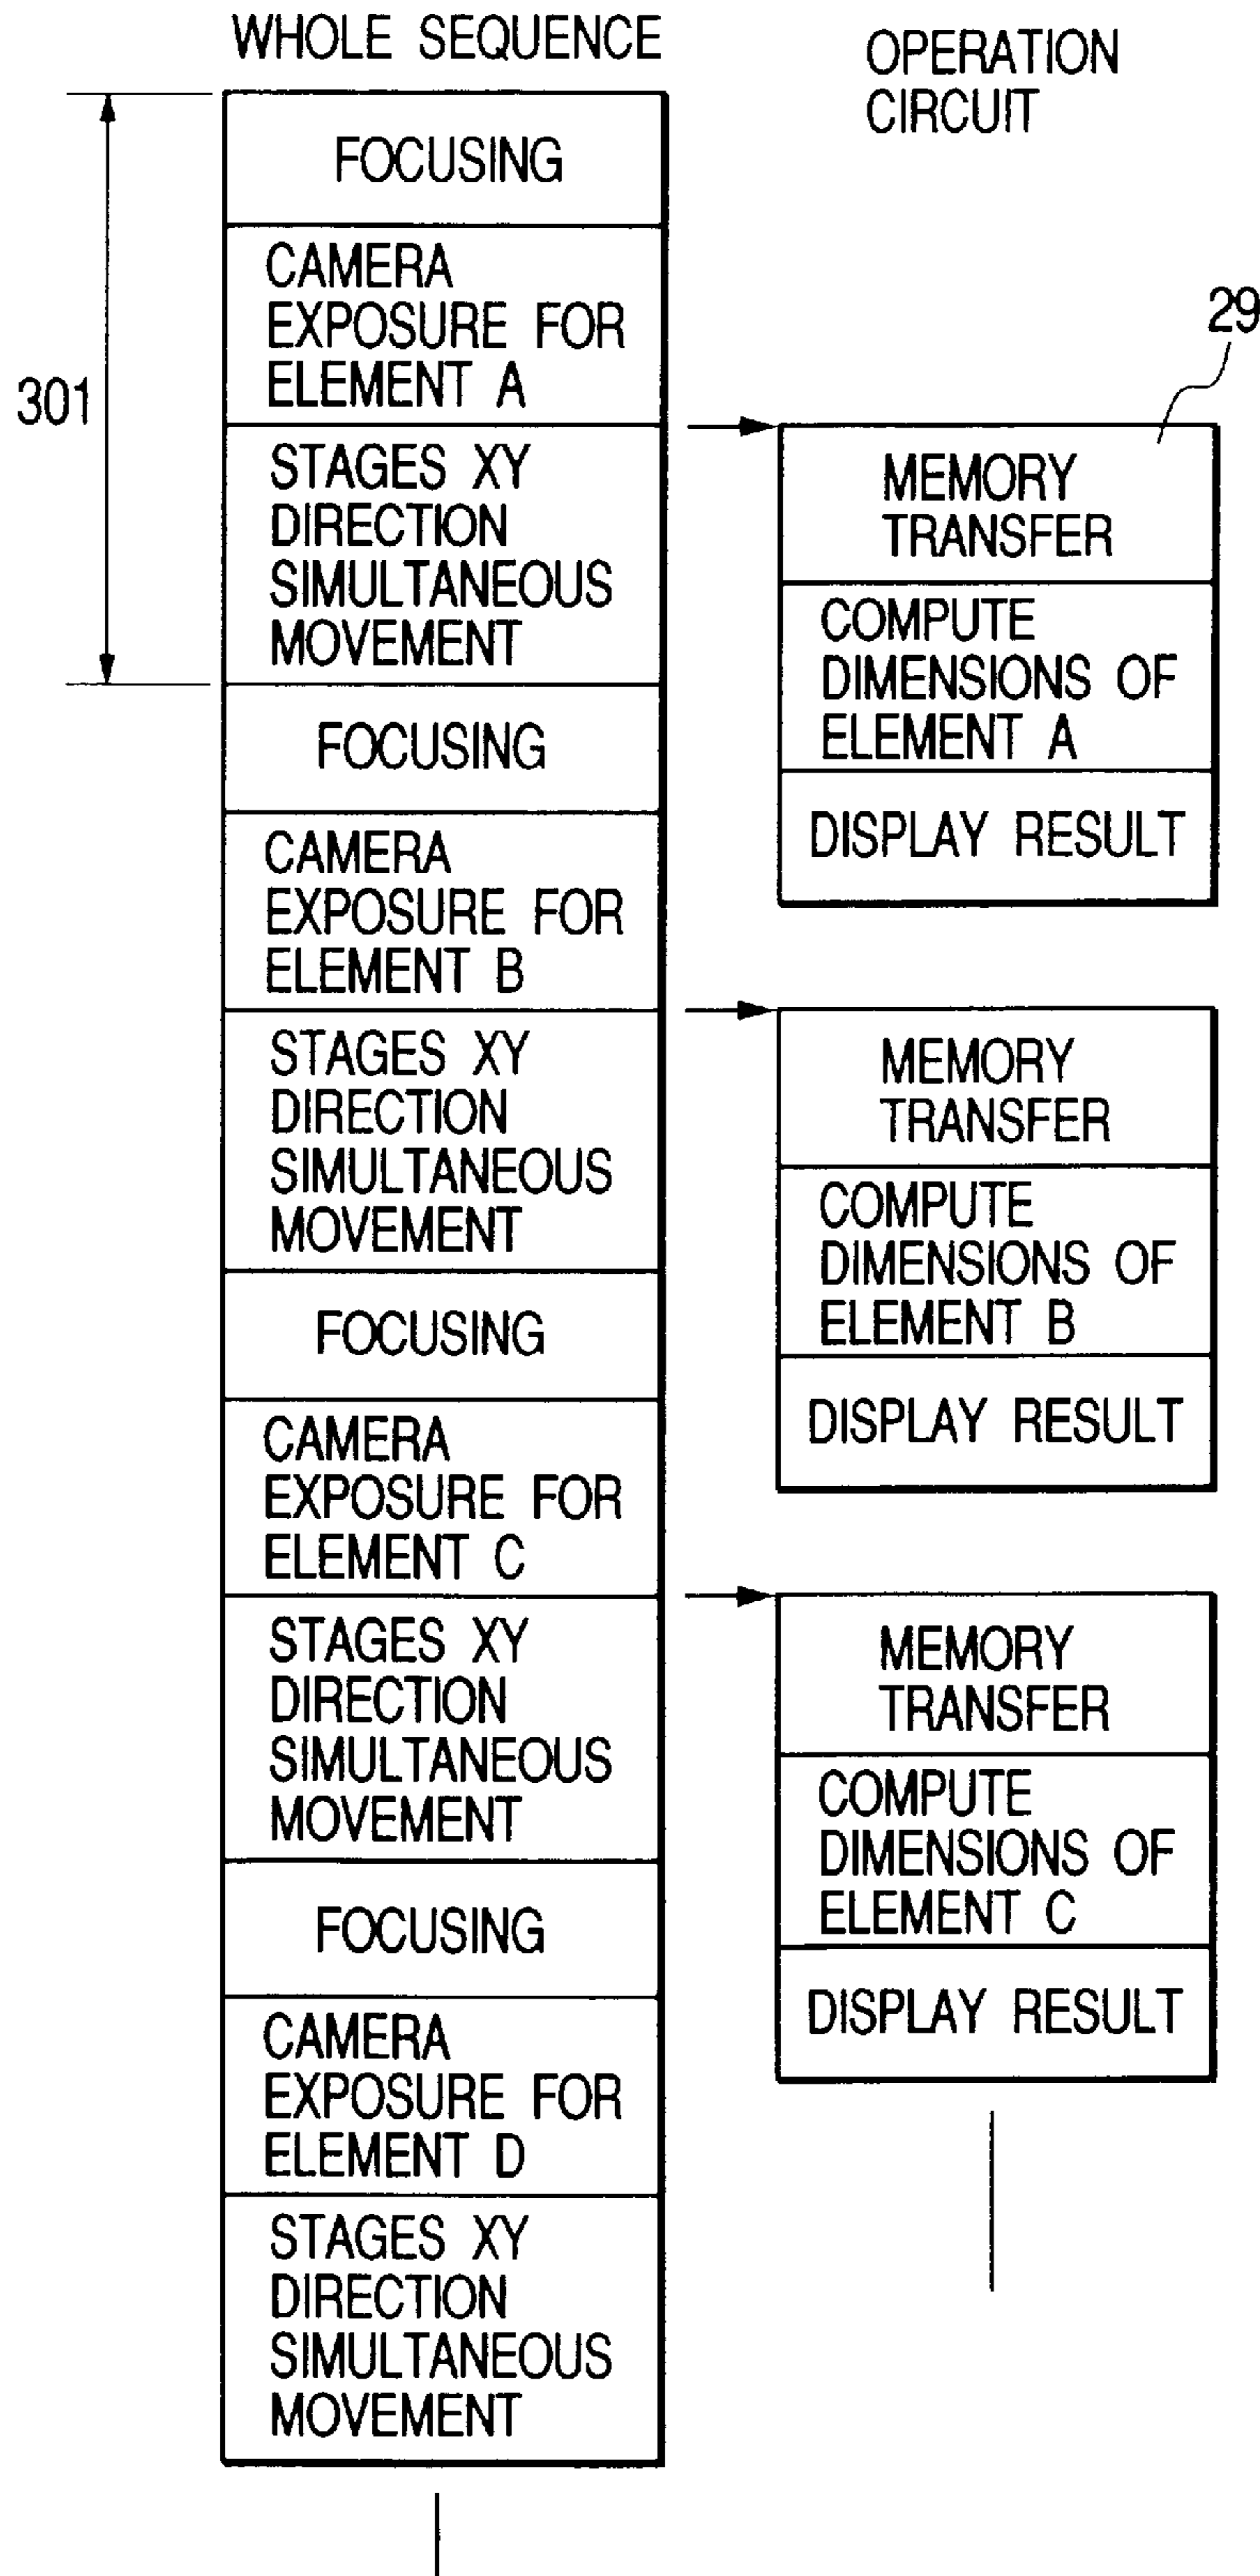 WHOLE SEQUENCE
OPERATION
CIRCUIT
301
FOCUSING
CAMERA
EXPOSURE FOR
ELEMENT A
STAGES XY
DIRECTION
SIMULTANEOUS
MOVEMENT
FOCUSING
CAMERA
EXPOSURE FOR
ELEMENT B
STAGES XY
DIRECTION
SIMULTANEOUS
MOVEMENT
FOCUSING
CAMERA
EXPOSURE FOR
ELEMENT C
STAGES XY
DIRECTION
SIMULTANEOUS
MOVEMENT
FOCUSING
CAMERA
EXPOSURE FOR
ELEMENT D
STAGES XY
DIRECTION
SIMULTANEOUS
MOVEMENT
29
MEMORY
TRANSFER
COMPUTE
DIMENSIONS OF
ELEMENT A
DISPLAY RESULT
MEMORY
TRANSFER
COMPUTE
DIMENSIONS OF
ELEMENT B
DISPLAY RESULT
MEMORY
TRANSFER
COMPUTE
DIMENSIONS OF
ELEMENT C
DISPLAY RESULT